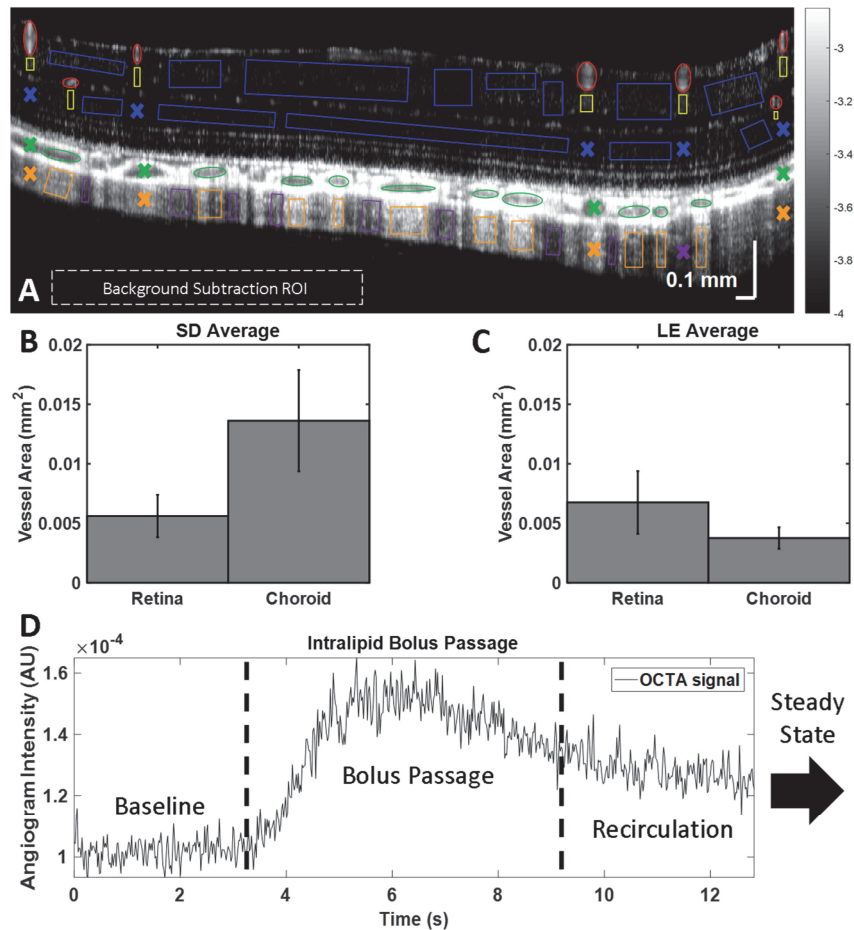 -3
-3.2
-3.4
-3.6
-3.8
-4
A
Background Subtraction ROI
0.1 mm
B
SD Average
Vessel Area (mm²)
0.02
0.015
0.01
0.005
0
Retina Choroid
C
LE Average
Vessel Area (mm²)
0.02
0.015
0.01
0.005
0
Retina Choroid
D
×10⁻⁴
Intralipid Bolus Passage
Angiogram Intensity (AU)
1.6
1.4
1.2
1
OCTA signal
Baseline
Bolus Passage
Recirculation
Steady
State
0 2 4 6 8 10 12
Time (s)